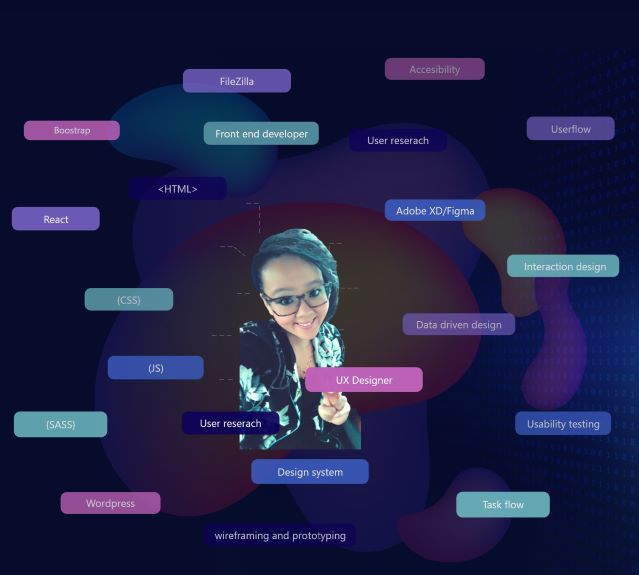 Accesibility
FileZilla
Boostrap
Front end developer
Userflow
User reserach
<HTML>
React
Adobe XD/Figma
Interaction design
(CSS)
Data driven design
(JS)
UX Designer
(SASS)
User reserach
Usability testing
Design system
Wordpress
Task flow
wireframing and prototyping